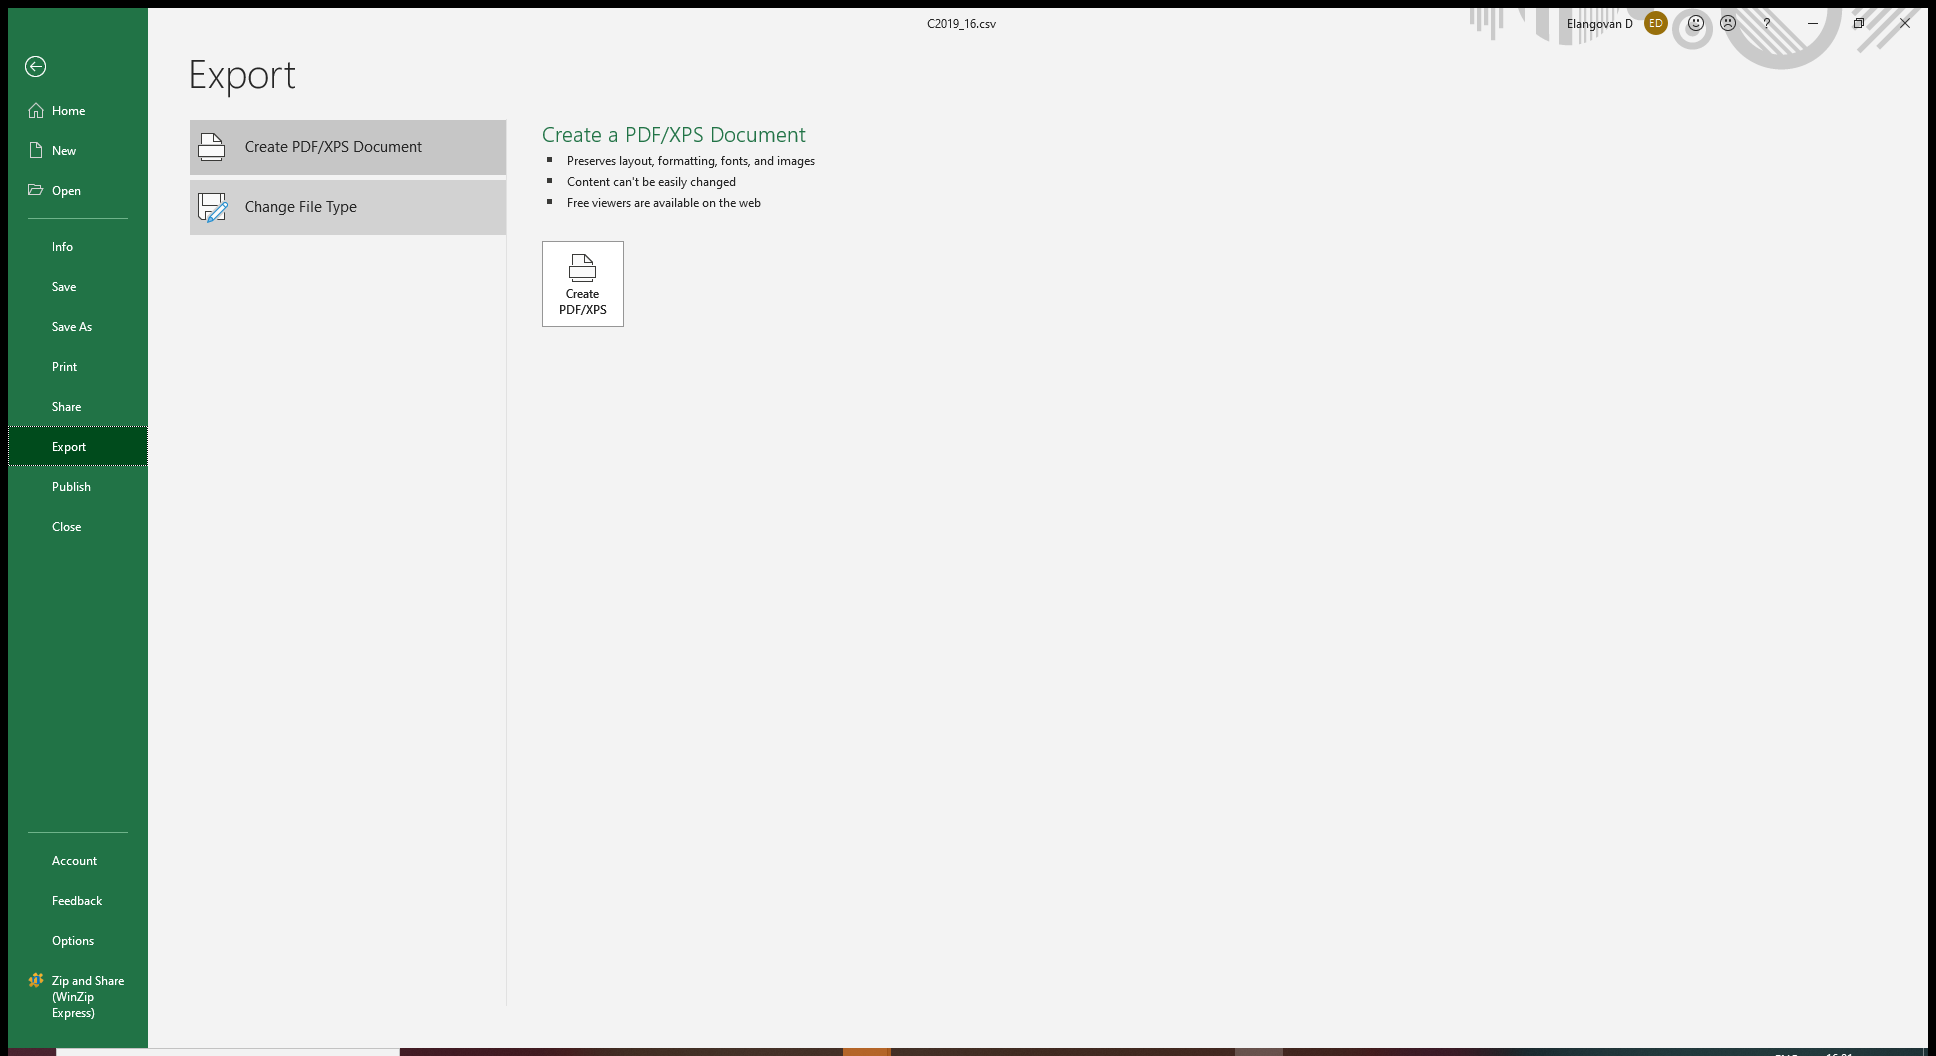 C2019_16.csv
Elangovan D
ED
?
Home
New
Open
Info
Save
Save As
Print
Share
Export
Publish
Close
Account
Feedback
Options
Zip and Share
(WinZip
Express)
Export
Create PDF/XPS Document
Change File Type
Create a PDF/XPS Document
Preserves layout, formatting, fonts, and images
Content can't be easily changed
Free viewers are available on the web
Create
PDF/XPS